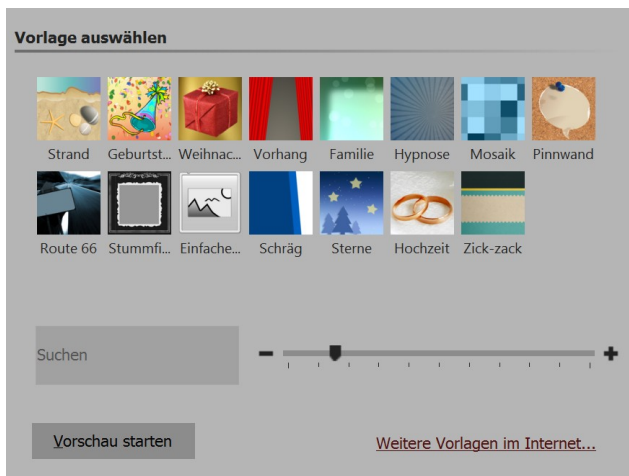 Vorlage auswählen
Strand Geburtst... Weihnac... Vorhang Familie Hypnose Mosaik Pinnwand
Route 66 Stummfi... Einfache... Schräg Sterne Hochzeit Zick-zack
Suchen
Vorschau starten
Weitere Vorlagen im Internet...